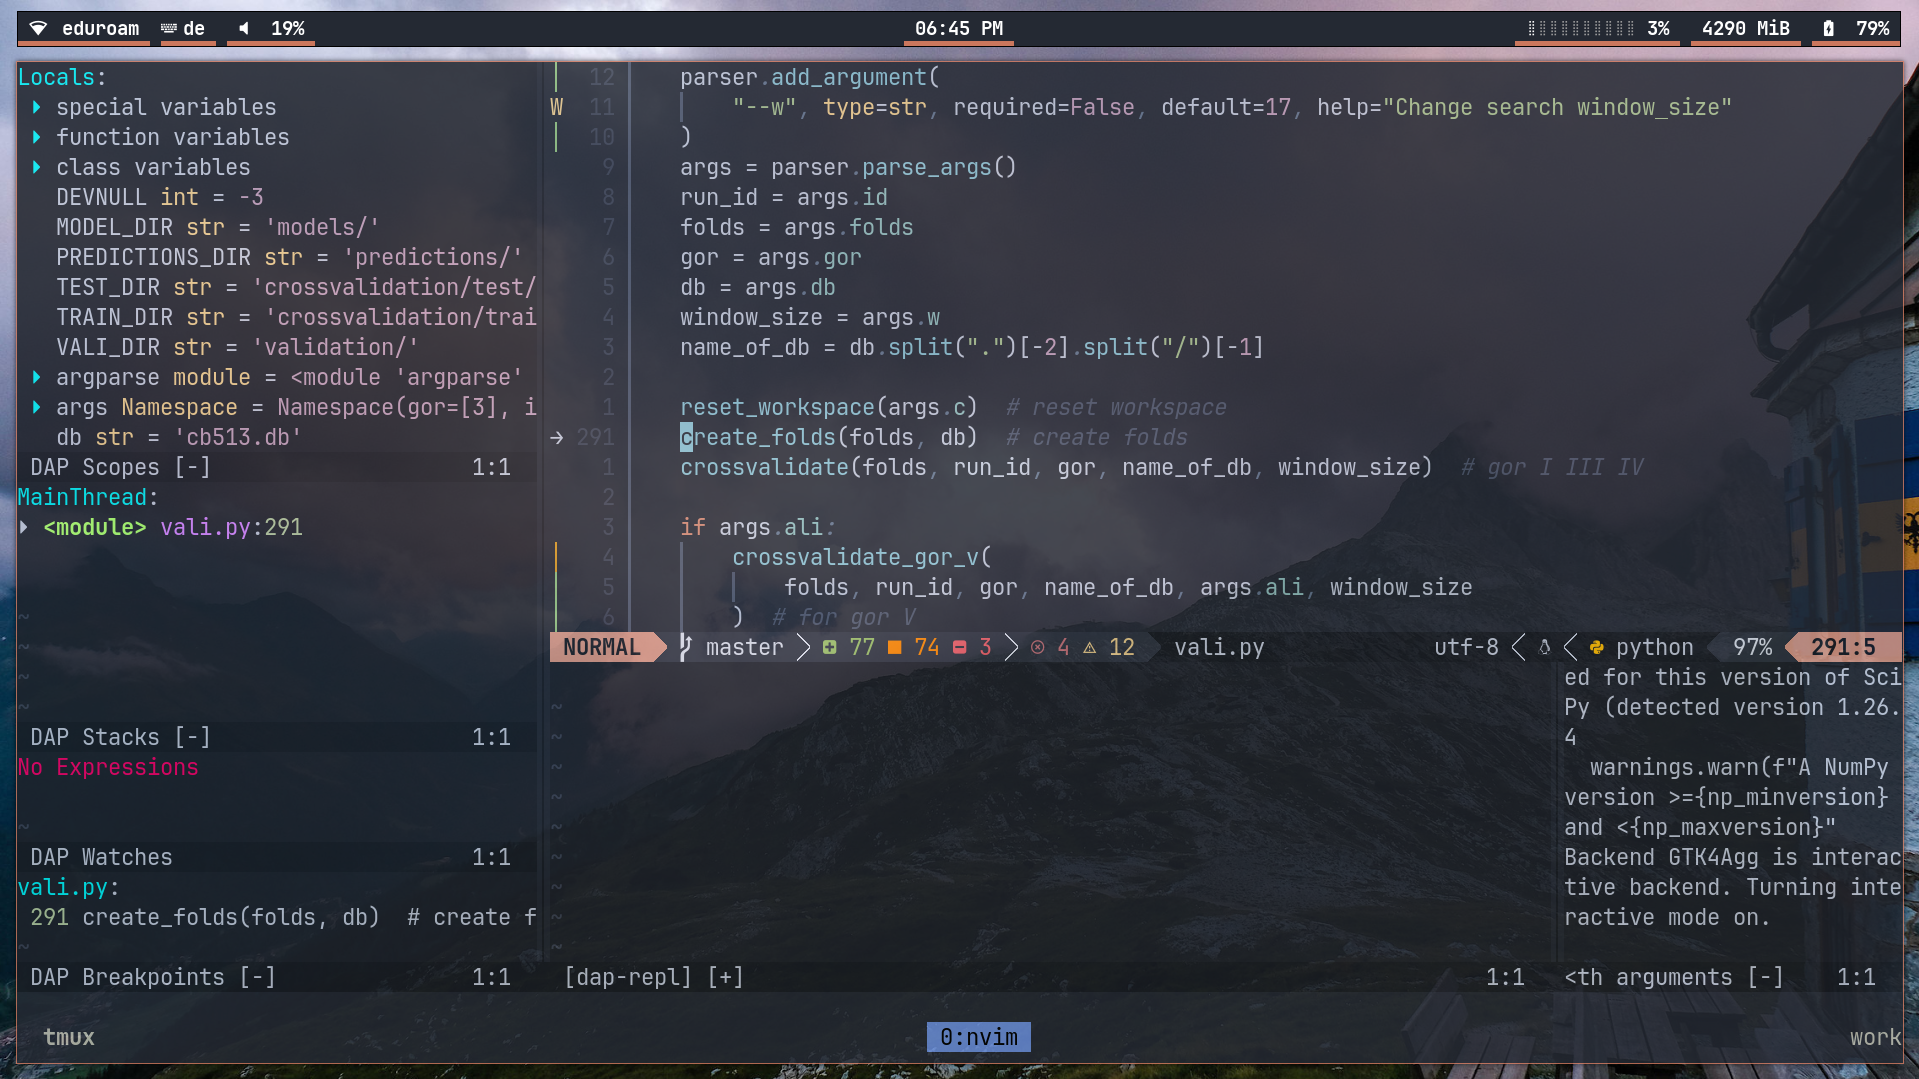 eduroam de 19% 06:45 PM 3% 4290 MiB 79%
Locals:
special variables
function variables
class variables
DEVNULL int = -3
MODEL_DIR str = 'models/'
PREDICTIONS_DIR str = 'predictions/'
TEST_DIR str = 'crossvalidation/test/
TRAIN_DIR str = 'crossvalidation/trai
VALI_DIR str = 'validation/'
argparse module = <module 'argparse'
args Namespace = Namespace(gor=[3], i
db str = 'cb513.db'
DAP Scopes [-] 1:1
MainThread:
<module> vali.py:291
~
~
~
~
DAP Stacks [-] 1:1
No Expressions
~
DAP Watches 1:1
vali.py:
291 create_folds(folds, db)  # create f
~
DAP Breakpoints [-] 1:1
12 parser.add_argument(
W 11 "--w", type=str, required=False, default=17, help="Change search window_size"
10 )
9 args = parser.parse_args()
8 run_id = args.id
7 folds = args.folds
6 gor = args.gor
5 db = args.db
4 window_size = args.w
3 name_of_db = db.split(".")[-2].split("/")[-1]
2
1 reset_workspace(args.c)  # reset workspace
→ 291 create_folds(folds, db)  # create folds
1 crossvalidate(folds, run_id, gor, name_of_db, window_size)  # gor I III IV
2
3 if args.ali:
4 crossvalidate_gor_v(
5 folds, run_id, gor, name_of_db, args.ali, window_size
6 )  # for gor V
NORMAL master 77 74 3 4 12 vali.py utf-8 python 97% 291:5
~
~
~
~
~
~
~
~
~
[dap-repl] [+] 1:1
ed for this version of Sci
Py (detected version 1.26.
4
warnings.warn(f"A NumPy
version >={np_minversion}
and <{np_maxversion}"
Backend GTK4Agg is interac
tive backend. Turning inte
ractive mode on.
<th arguments [-] 1:1
tmux 0:nvim work